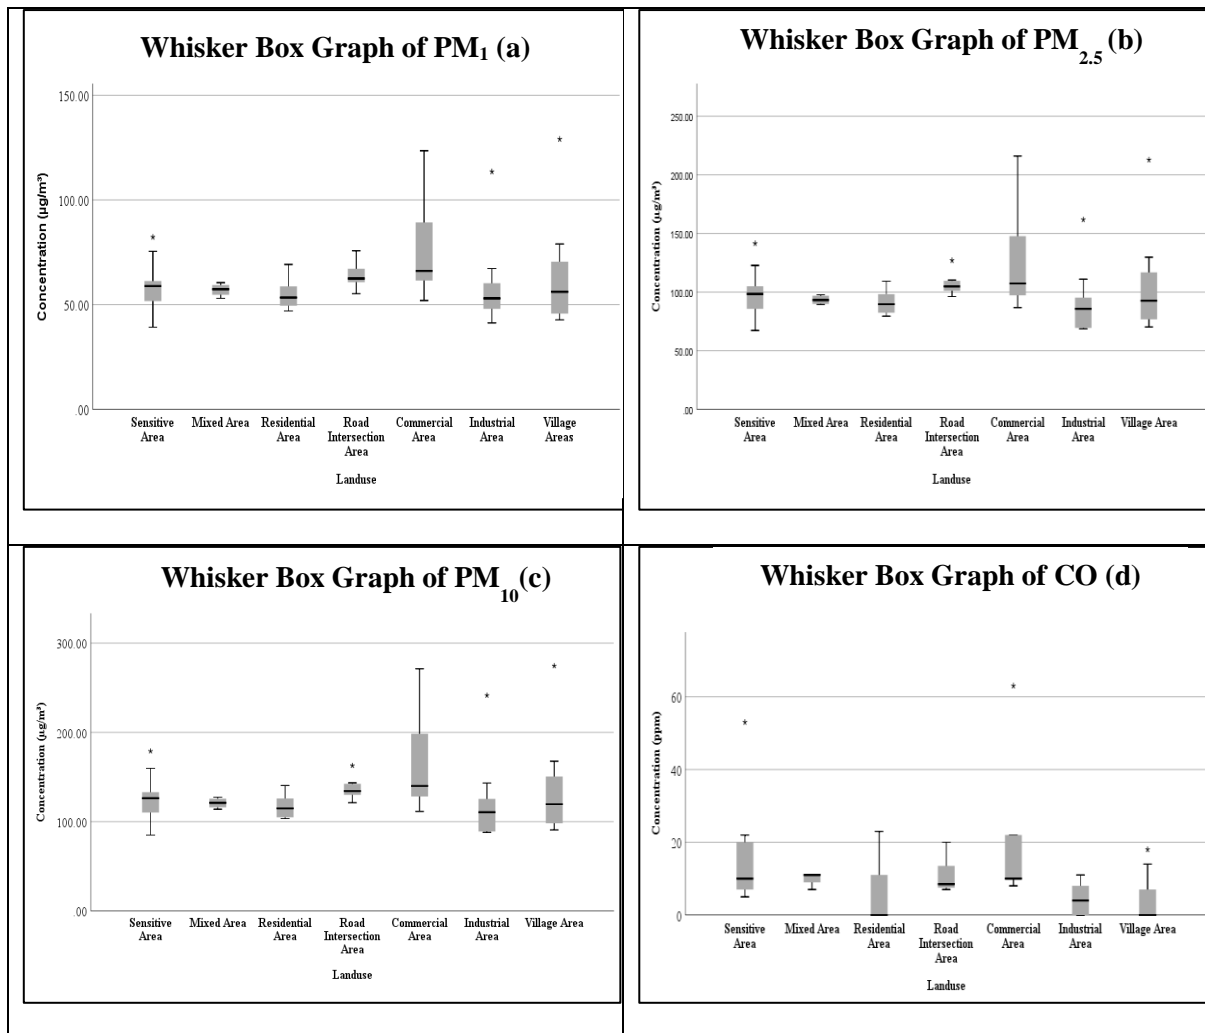 Whisker Box Graph of PM₁ (a)
Concentration (µg/m³)
150.00
100.00
50.00
.00
Sensitive Area
Mixed Area
Residential Area
Road Intersection Area
Commercial Area
Industrial Area
Village Areas
Landuse
Whisker Box Graph of PM₂.₅ (b)
Concentration (µg/m³)
250.00
200.00
150.00
100.00
50.00
.00
Sensitive Area
Mixed Area
Residential Area
Road Intersection Area
Commercial Area
Industrial Area
Village Area
Landuse
Whisker Box Graph of PM₁₀(c)
Concentration (µg/m³)
300.00
200.00
100.00
.00
Sensitive Area
Mixed Area
Residential Area
Road Intersection Area
Commercial Area
Industrial Area
Village Area
Landuse
Whisker Box Graph of CO (d)
Concentration (ppm)
60
40
20
0
Sensitive Area
Mixed Area
Residential Area
Road Intersection Area
Commercial Area
Industrial Area
Village Area
Landuse